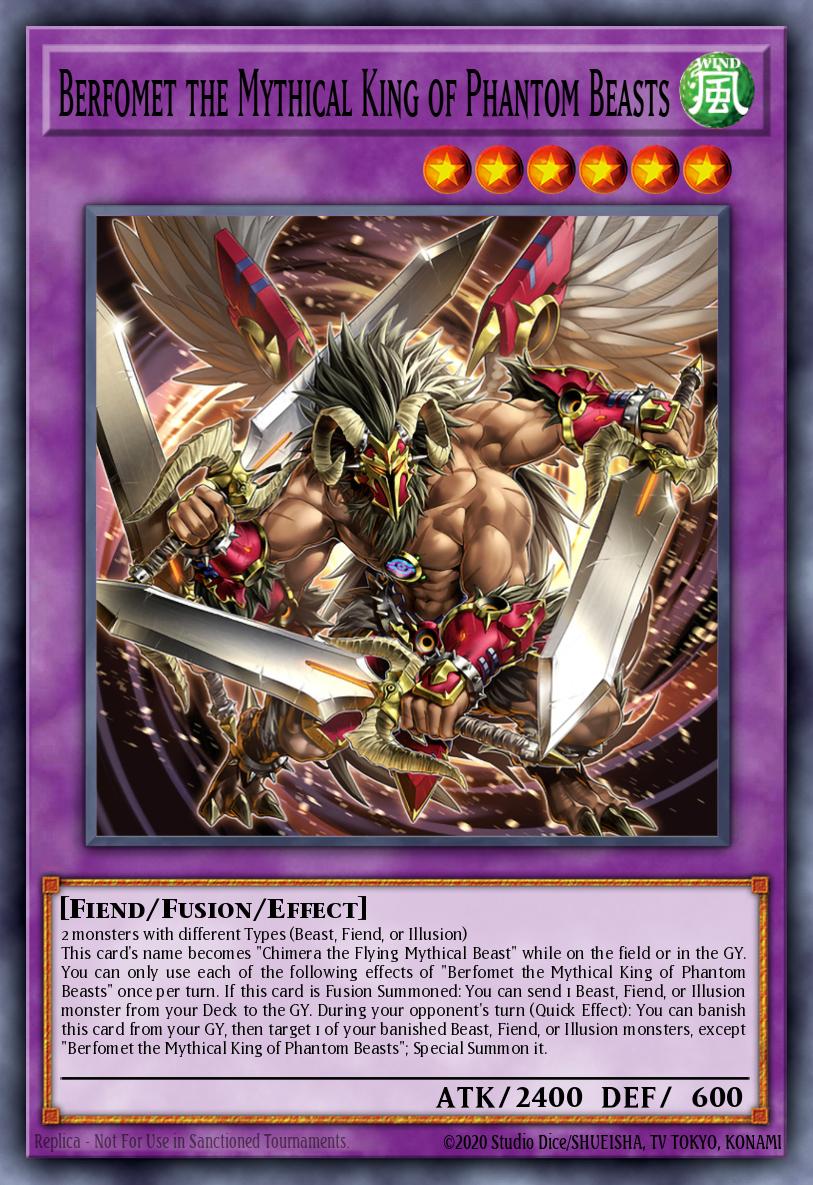 Berfomet the Mythical King of Phantom Beasts
WIND
風
[Fiend/Fusion/Effect]
2 monsters with different Types (Beast, Fiend, or Illusion)
This card's name becomes "Chimera the Flying Mythical Beast" while on the field or in the GY.
You can only use each of the following effects of "Berfomet the Mythical King of Phantom
Beasts" once per turn. If this card is Fusion Summoned: You can send 1 Beast, Fiend, or Illusion
monster from your Deck to the GY. During your opponent's turn (Quick Effect): You can banish
this card from your GY, then target 1 of your banished Beast, Fiend, or Illusion monsters, except
"Berfomet the Mythical King of Phantom Beasts"; Special Summon it.
ATK/2400 DEF/ 600
Replica - Not For Use in Sanctioned Tournaments.
©2020 Studio Dice/SHUEISHA, TV TOKYO, KONAMI